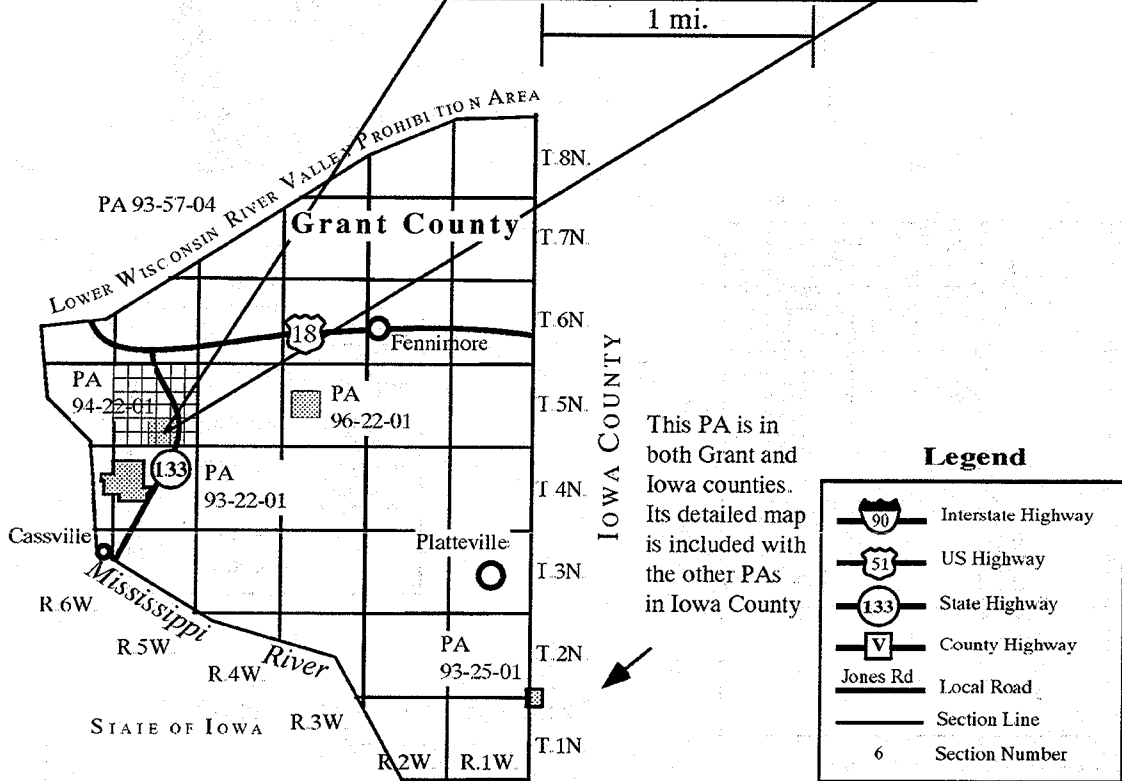 1 mi.
LOWER WISCONSIN RIVER VALLEY PROHIBITION AREA
T.8N.
PA 93-57-04
Grant County
T.7N.
T.6N
18
Fennimore
PA
94-22-01
PA
96-22-01
T.5N
IOWA COUNTY
133
PA
93-22-01
T.4N
Cassville
Platteville
T.3N
Mississippi
River
R.6W.
R.5W.
R.4W.
PA
93-25-01
T.2N
STATE OF IOWA
R.3W.
R.2W.
R.1W.
T.1N
This PA is in
both Grant and
Iowa counties.
Its detailed map
is included with
the other PAs
in Iowa County
Legend
90 Interstate Highway
51 US Highway
133 State Highway
V County Highway
Jones Rd Local Road
Section Line
6 Section Number